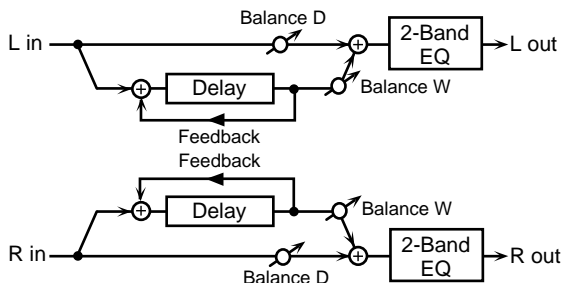 Balance D
L in
2-Band
EQ
L out
+
+
Delay
Balance W
Feedback
Feedback
+
Delay
Balance W
R in
+
2-Band
EQ
R out
Balance D